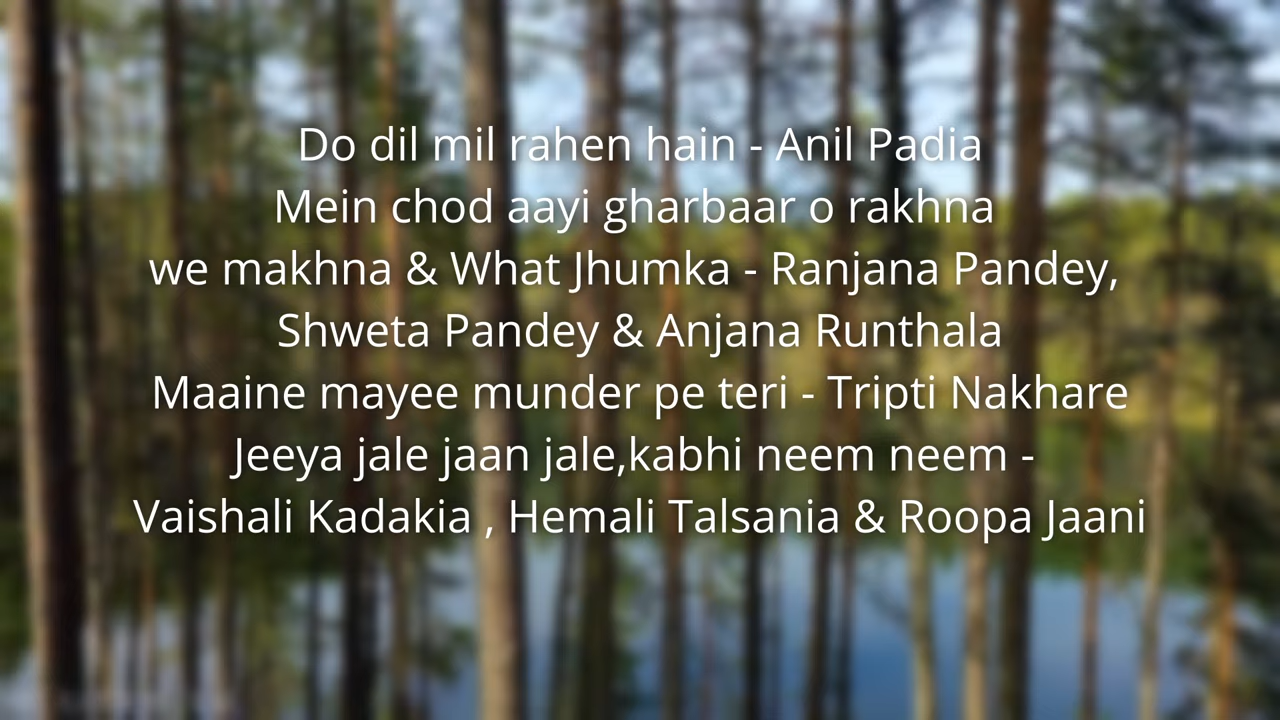 Do dil mil rahen hain - Anil Padia
Mein chod aayi gharbaar o rakhna
we makhna & What Jhumka - Ranjana Pandey,
Shweta Pandey & Anjana Runthala
Maaine mayee munder pe teri - Tripti Nakhare
Jeeya jale jaan jale,kabhi neem neem -
Vaishali Kadakia , Hemali Talsania & Roopa Jaani